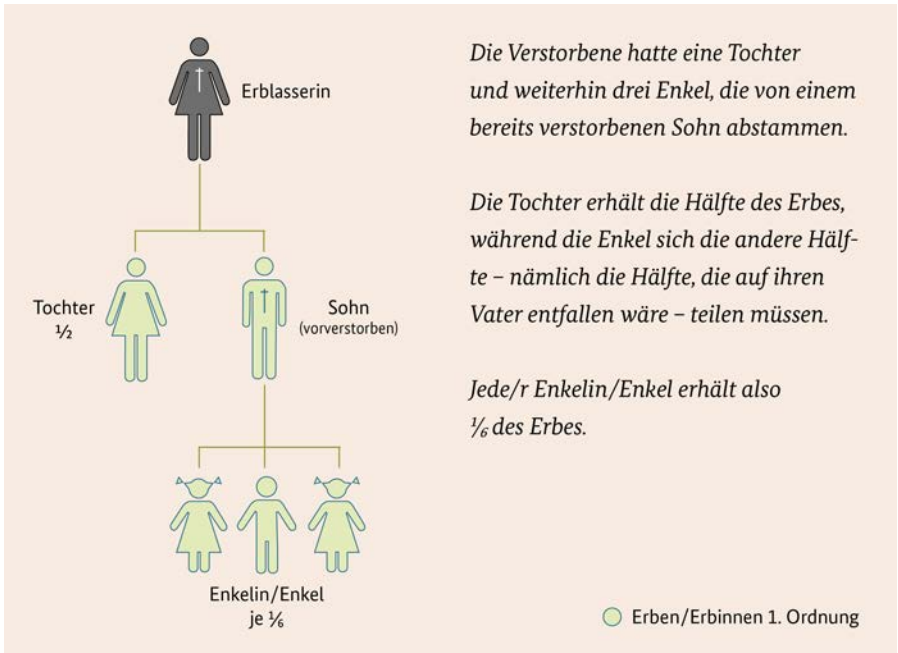 Erblasserin
Tochter
½
Sohn
(vorverstorben)
Enkelin/Enkel
je ⅙
Die Verstorbene hatte eine Tochter
und weiterhin drei Enkel, die von einem
bereits verstorbenen Sohn abstammen.
Die Tochter erhält die Hälfte des Erbes,
während die Enkel sich die andere Hälf-
te – nämlich die Hälfte, die auf ihren
Vater entfallen wäre – teilen müssen.
Jede/r Enkelin/Enkel erhält also
⅙ des Erbes.
Erben/Erbinnen 1. Ordnung